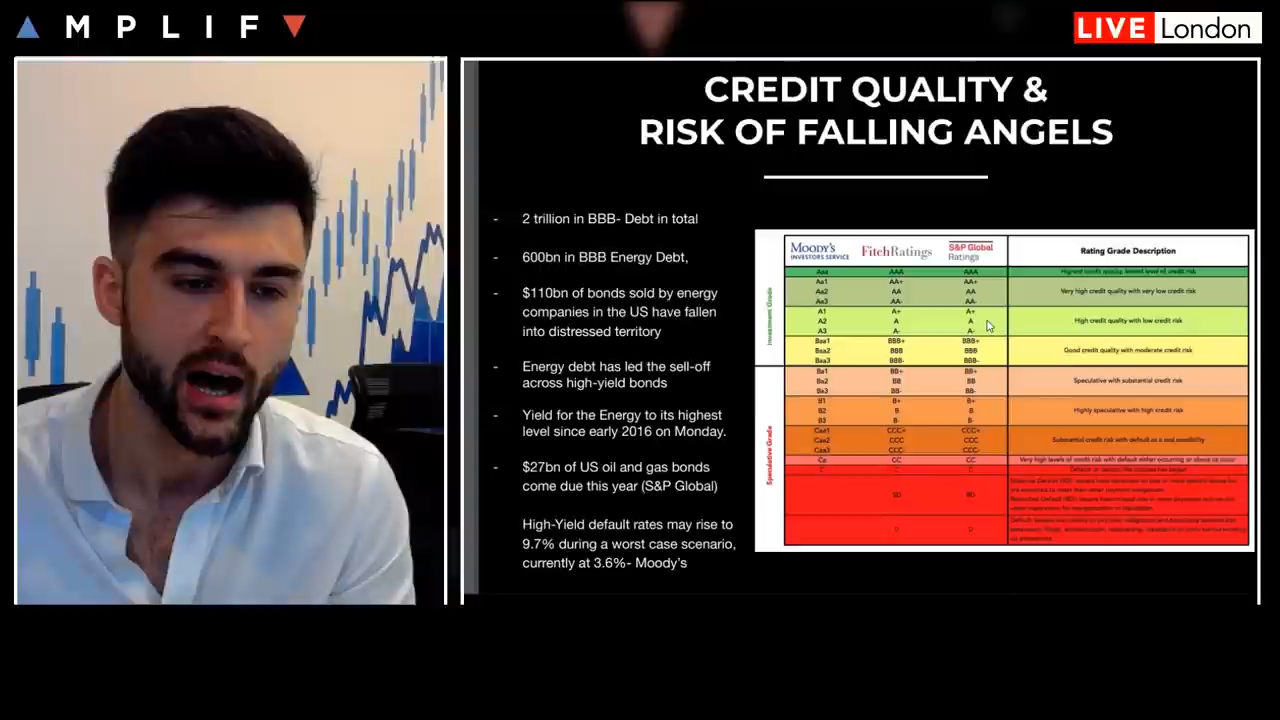 MPLIF
LIVE London
CREDIT QUALITY &
RISK OF FALLING ANGELS
- 2 trillion in BBB- Debt in total
- 600bn in BBB Energy Debt,
- $110bn of bonds sold by energy
companies in the US have fallen
into distressed territory
- Energy debt has led the sell-off
across high-yield bonds
- Yield for the Energy to its highest
level since early 2016 on Monday.
- $27bn of US oil and gas bonds
come due this year (S&P Global)
High-Yield default rates may rise to
9.7% during a worst case scenario,
currently at 3.6%- Moody's
MOODY'S FitchRatings S&P Global
INVESTORS SERVICE Ratings Rating Grade Description
Investment Grade
Aaa AAA AAA Highest credit quality, lowest level of credit risk
Aa1 AA+ AA+
Aa2 AA AA Very high credit quality with very low credit risk
Aa3 AA- AA-
A1 A+ A+
A2 A A High credit quality with low credit risk
A3 A- A-
Baa1 BBB+ BBB+
Baa2 BBB BBB Good credit quality with moderate credit risk
Baa3 BBB- BBB-
Speculative Grade
Ba1 BB+ BB+
Ba2 BB BB Speculative with substantial credit risk
Ba3 BB- BB-
B1 B+ B+
B2 B B Highly speculative with high credit risk
B3 B- B-
Caa1 CCC+ CCC+
Caa2 CCC CCC Substantial credit risk with default as a real possibility
Caa3 CCC- CCC-
Ca CC CC Very high levels of credit risk with default either occurring or about to occur
C C C
SD
D D